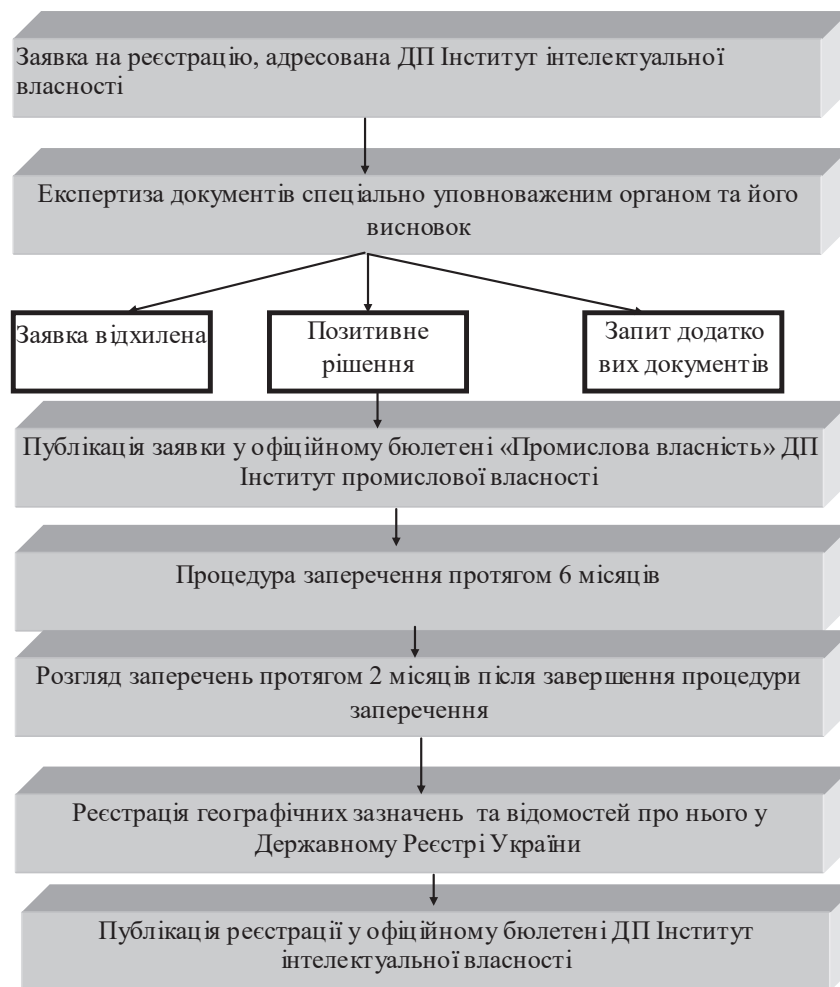 Заявка на реєстрацію, адресована ДП Інститут інтелектуальної
власності
Експертиза документів спеціально уповноваженим органом та його
висновок
Заявка відхилена
Позитивне
рішення
Запит додатко
вих документів
Публікація заявки у офіційному бюлетені «Промислова власність» ДП
Інститут промислової власності
Процедура заперечення протягом 6 місяців
Розгляд заперечень протягом 2 місяців після завершення процедури
заперечення
Реєстрація географічних зазначень та відомостей про нього у
Державному Реєстрі України
Публікація реєстрації у офіційному бюлетені ДП Інститут
інтелектуальної власності